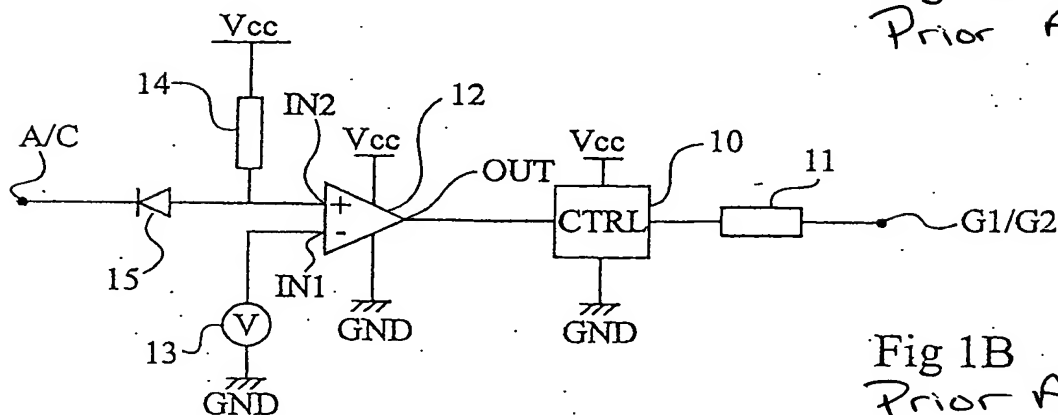 Prior
Vcc
14
IN2
12
A/C
Vcc
OUT
Vcc
10
11
+
-
CTRL
G1/G2
15
IN1
13
V
GND
GND
GND
Fig 1B
Prior